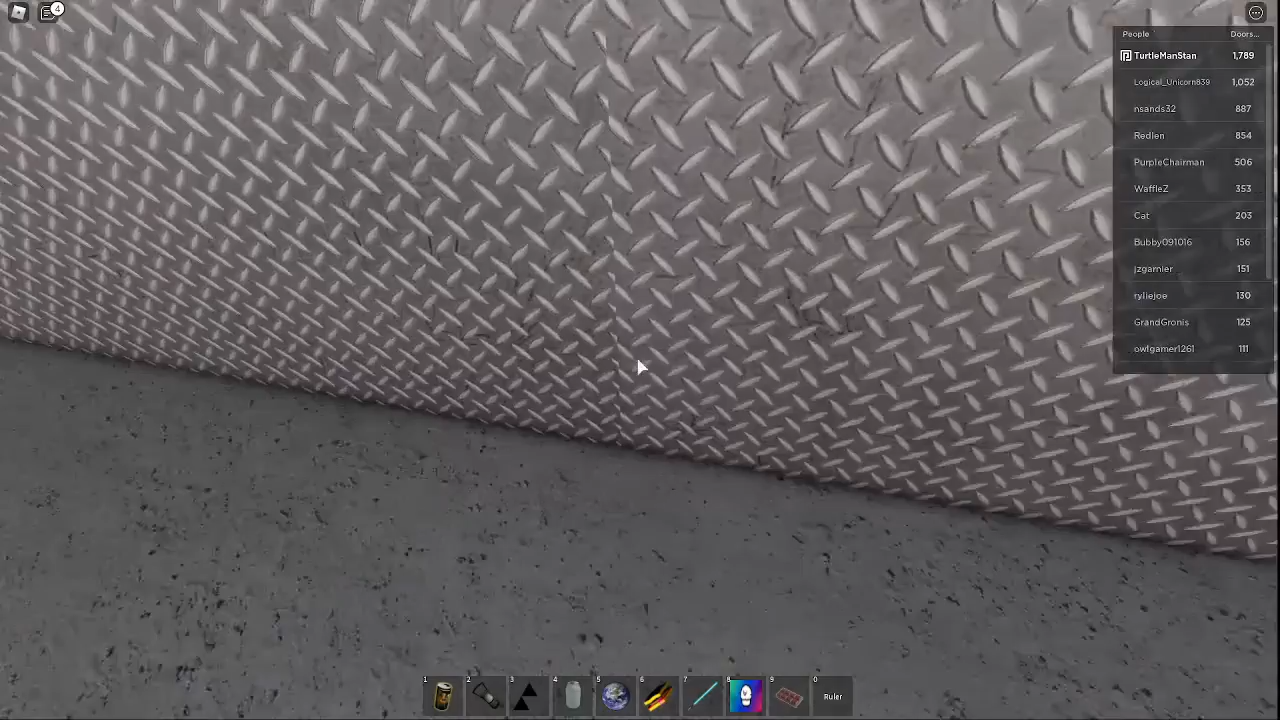 4
People Doors...
TurtleManStan 1,789
Logical_Unicorn839 1,052
nsands32 887
Redlen 854
PurpleChairman 506
WaffleZ 353
Cat 203
Bubby091016 156
jzgarnier 151
ryliejoe 130
GrandGronis 125
owlgamer1261 111
1 2 3 4 5 6 7 8 9 0
Ruler